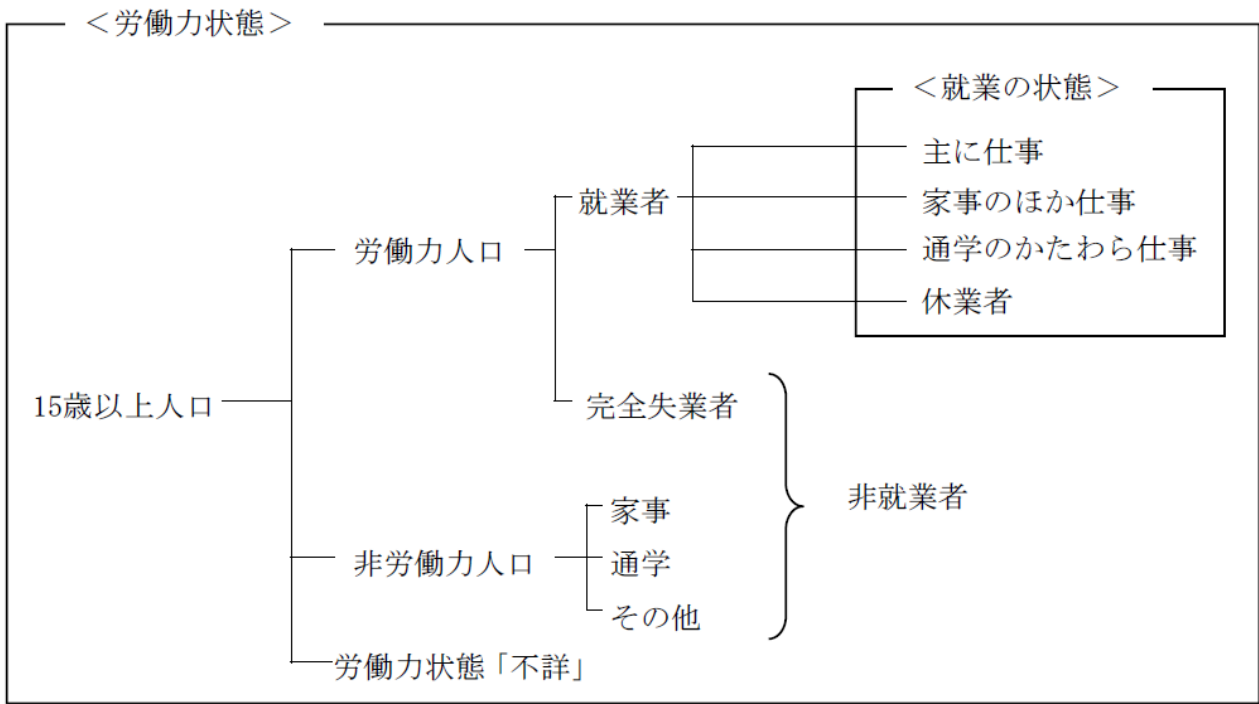 ＜労働力状態＞
＜就業の状態＞
主に仕事
就業者
家事のほか仕事
労働力人口
通学のかたわら仕事
休業者
15歳以上人口
完全失業者
非就業者
家事
非労働力人口
通学
その他
労働力状態「不詳」